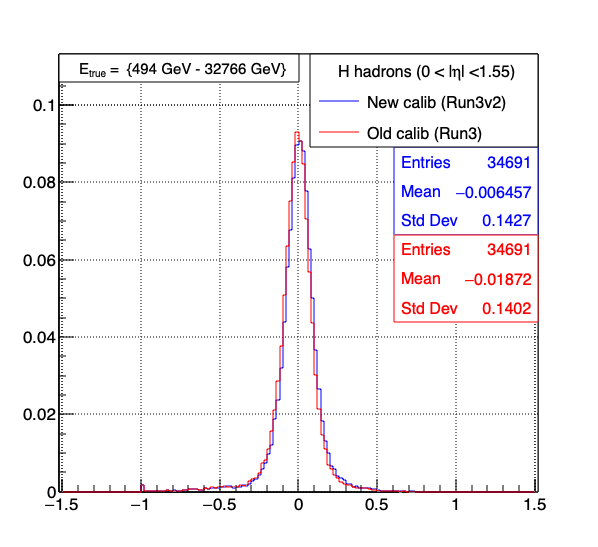 E_true = {494 GeV - 32766 GeV}
H hadrons (0 < |η| <1.55)
New calib (Run3v2)
Old calib (Run3)
Entries 34691
Mean −0.006457
Std Dev 0.1427
Entries 34691
Mean −0.01872
Std Dev 0.1402
0.1
0.08
0.06
0.04
0.02
0
−1.5 −1 −0.5 0 0.5 1 1.5